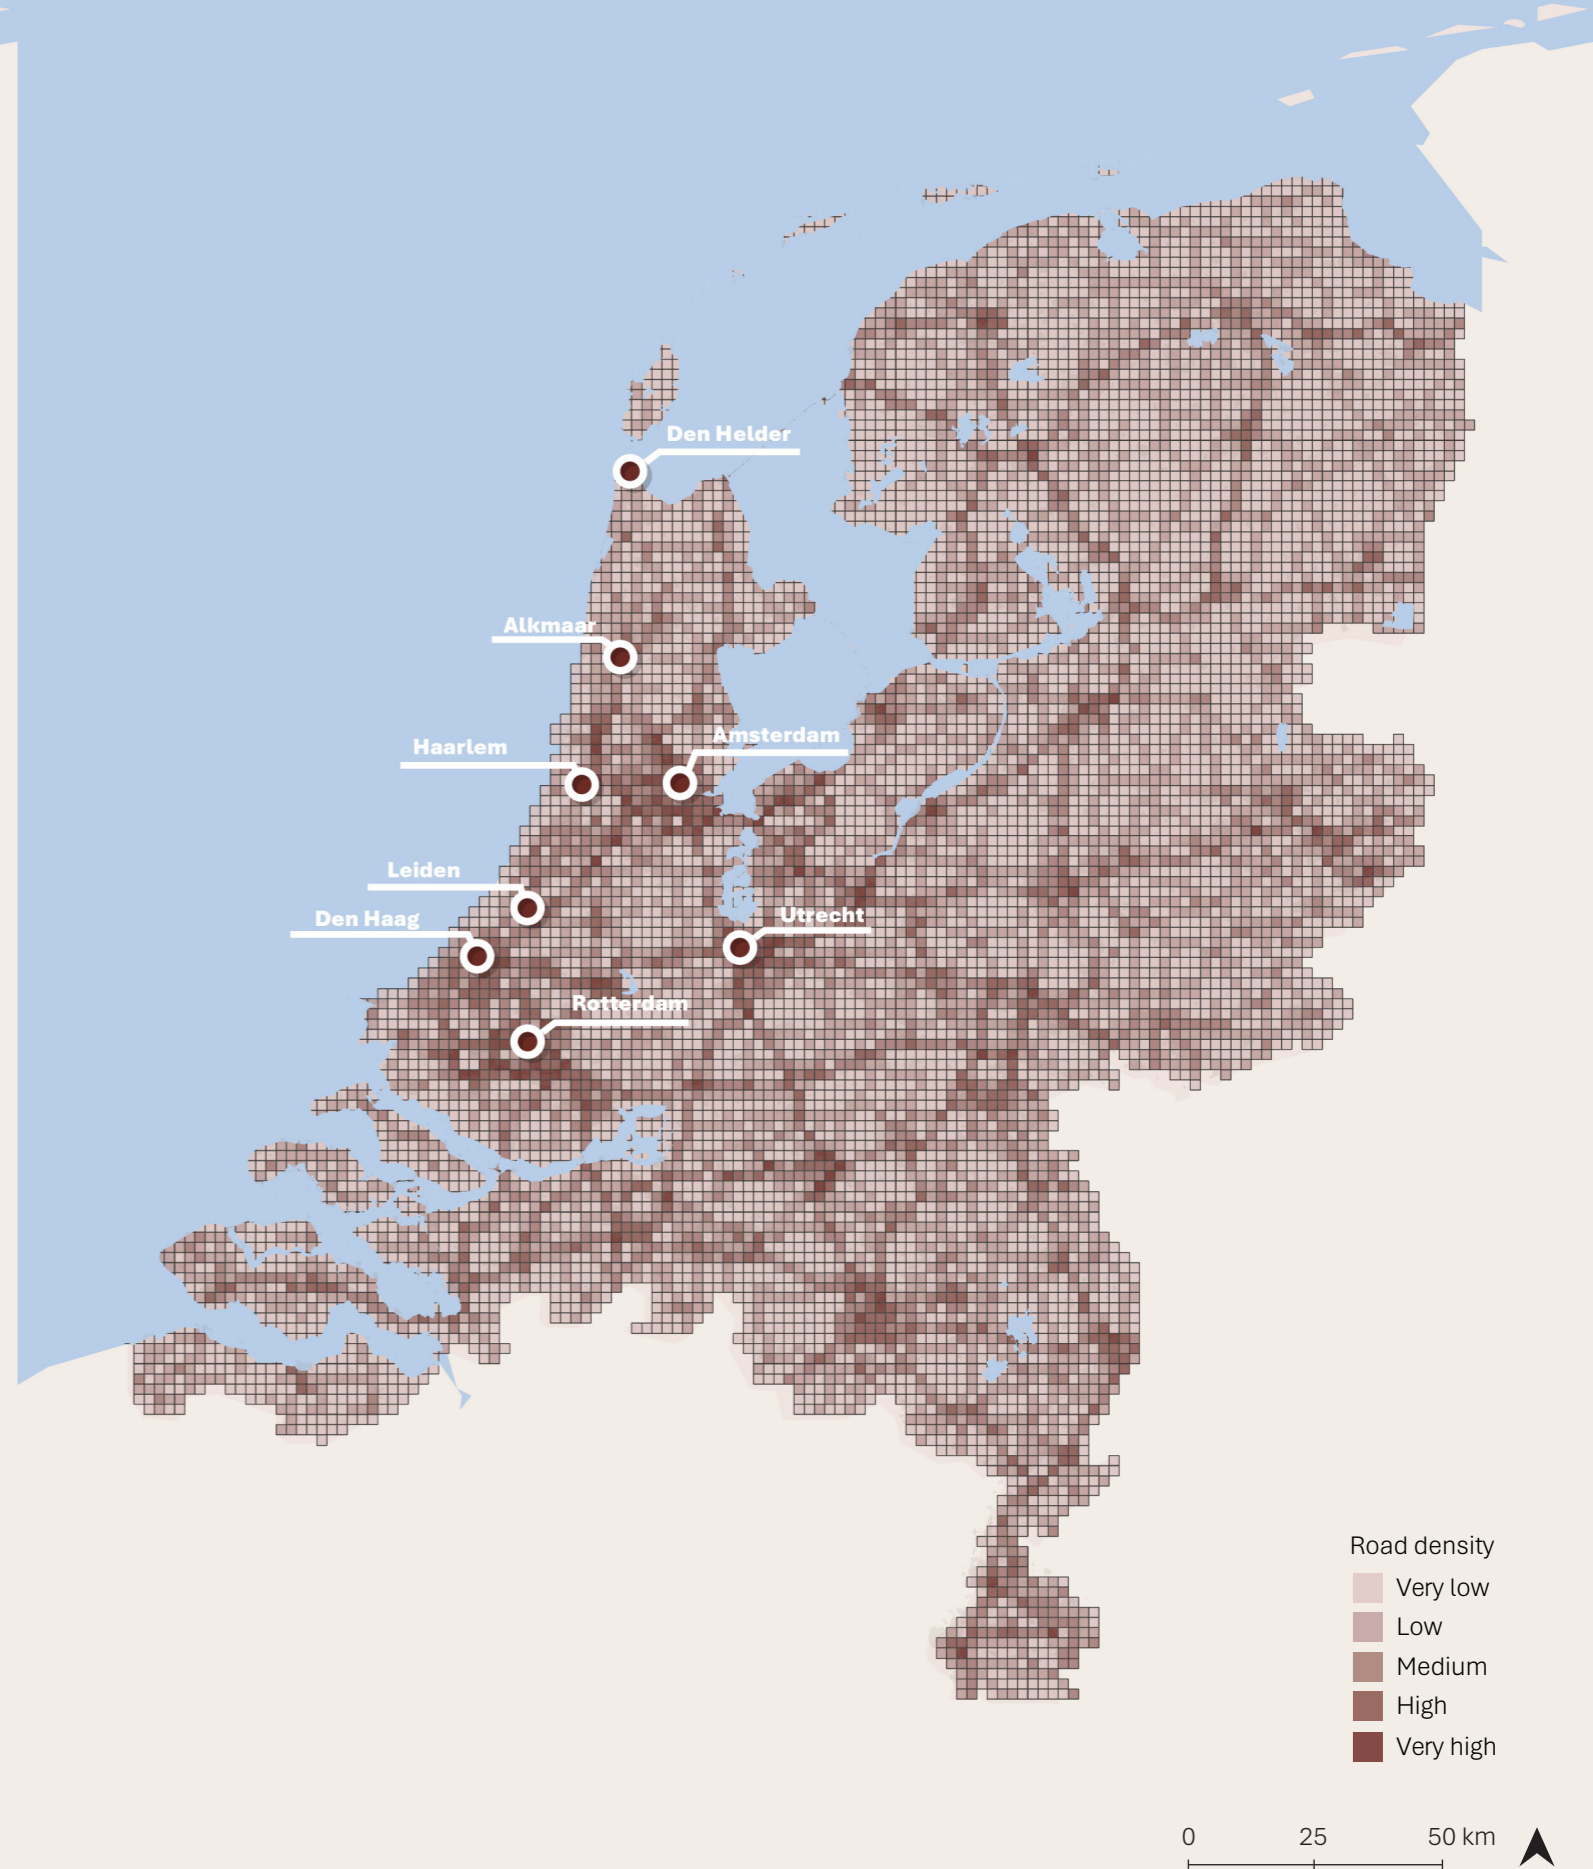 Den Helder
Alkmaar
Amsterdam
Haarlem
Leiden
Utrecht
Den Haag
Rotterdam
Road density
Very low
Low
Medium
High
Very high
0 25 50 km